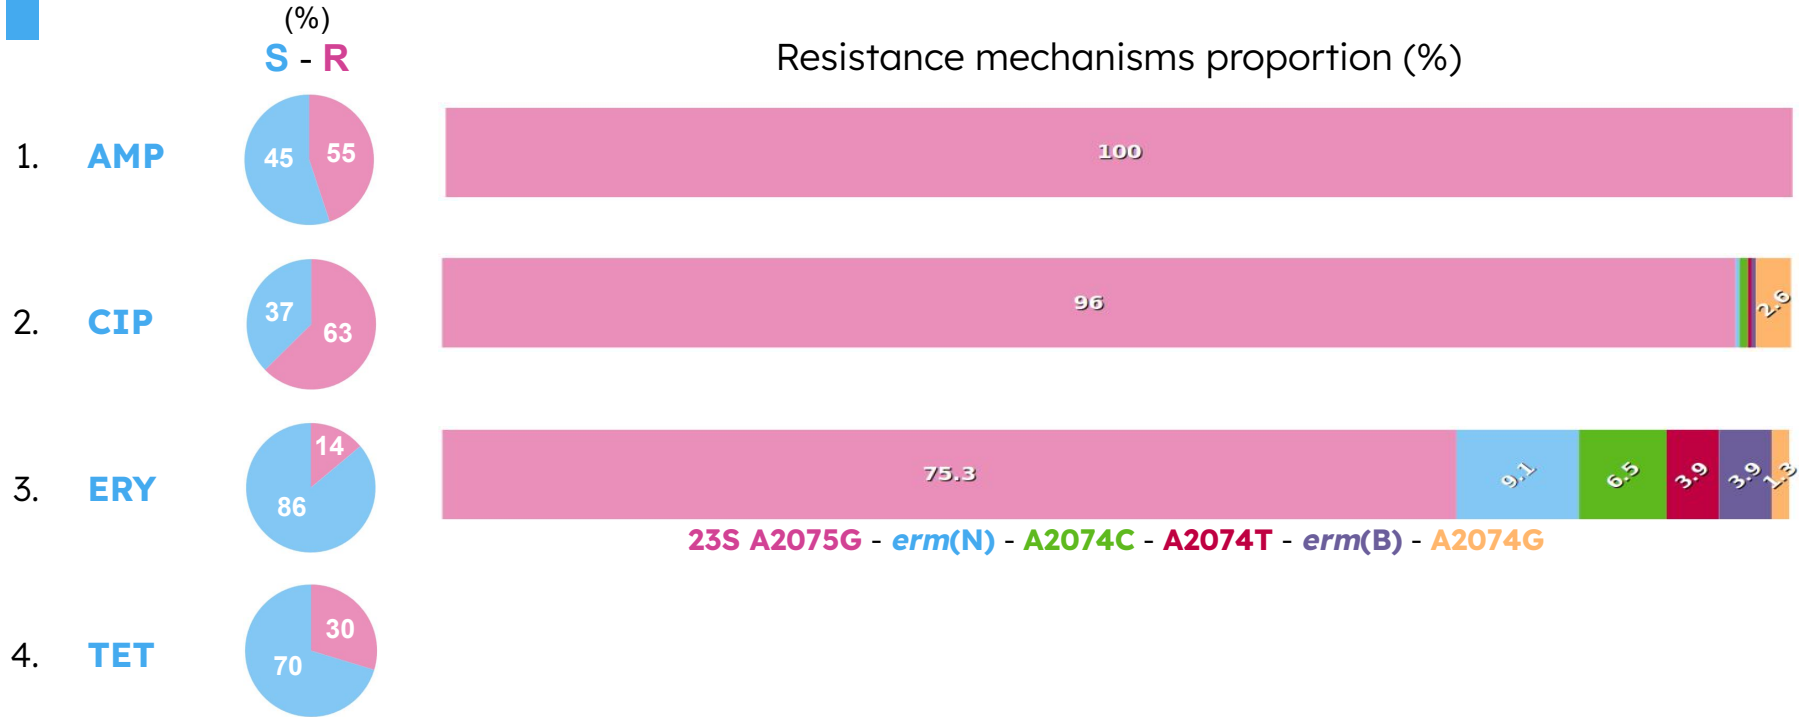 (%)
S - R
Resistance mechanisms proportion (%)
1. AMP
45 55
100
2. CIP
37 63
96 2.6
3. ERY
14
86
75.3 9.1 6.5 3.9 3.9 1.3
23S A2075G - erm(N) - A2074C - A2074T - erm(B) - A2074G
4. TET
30
70